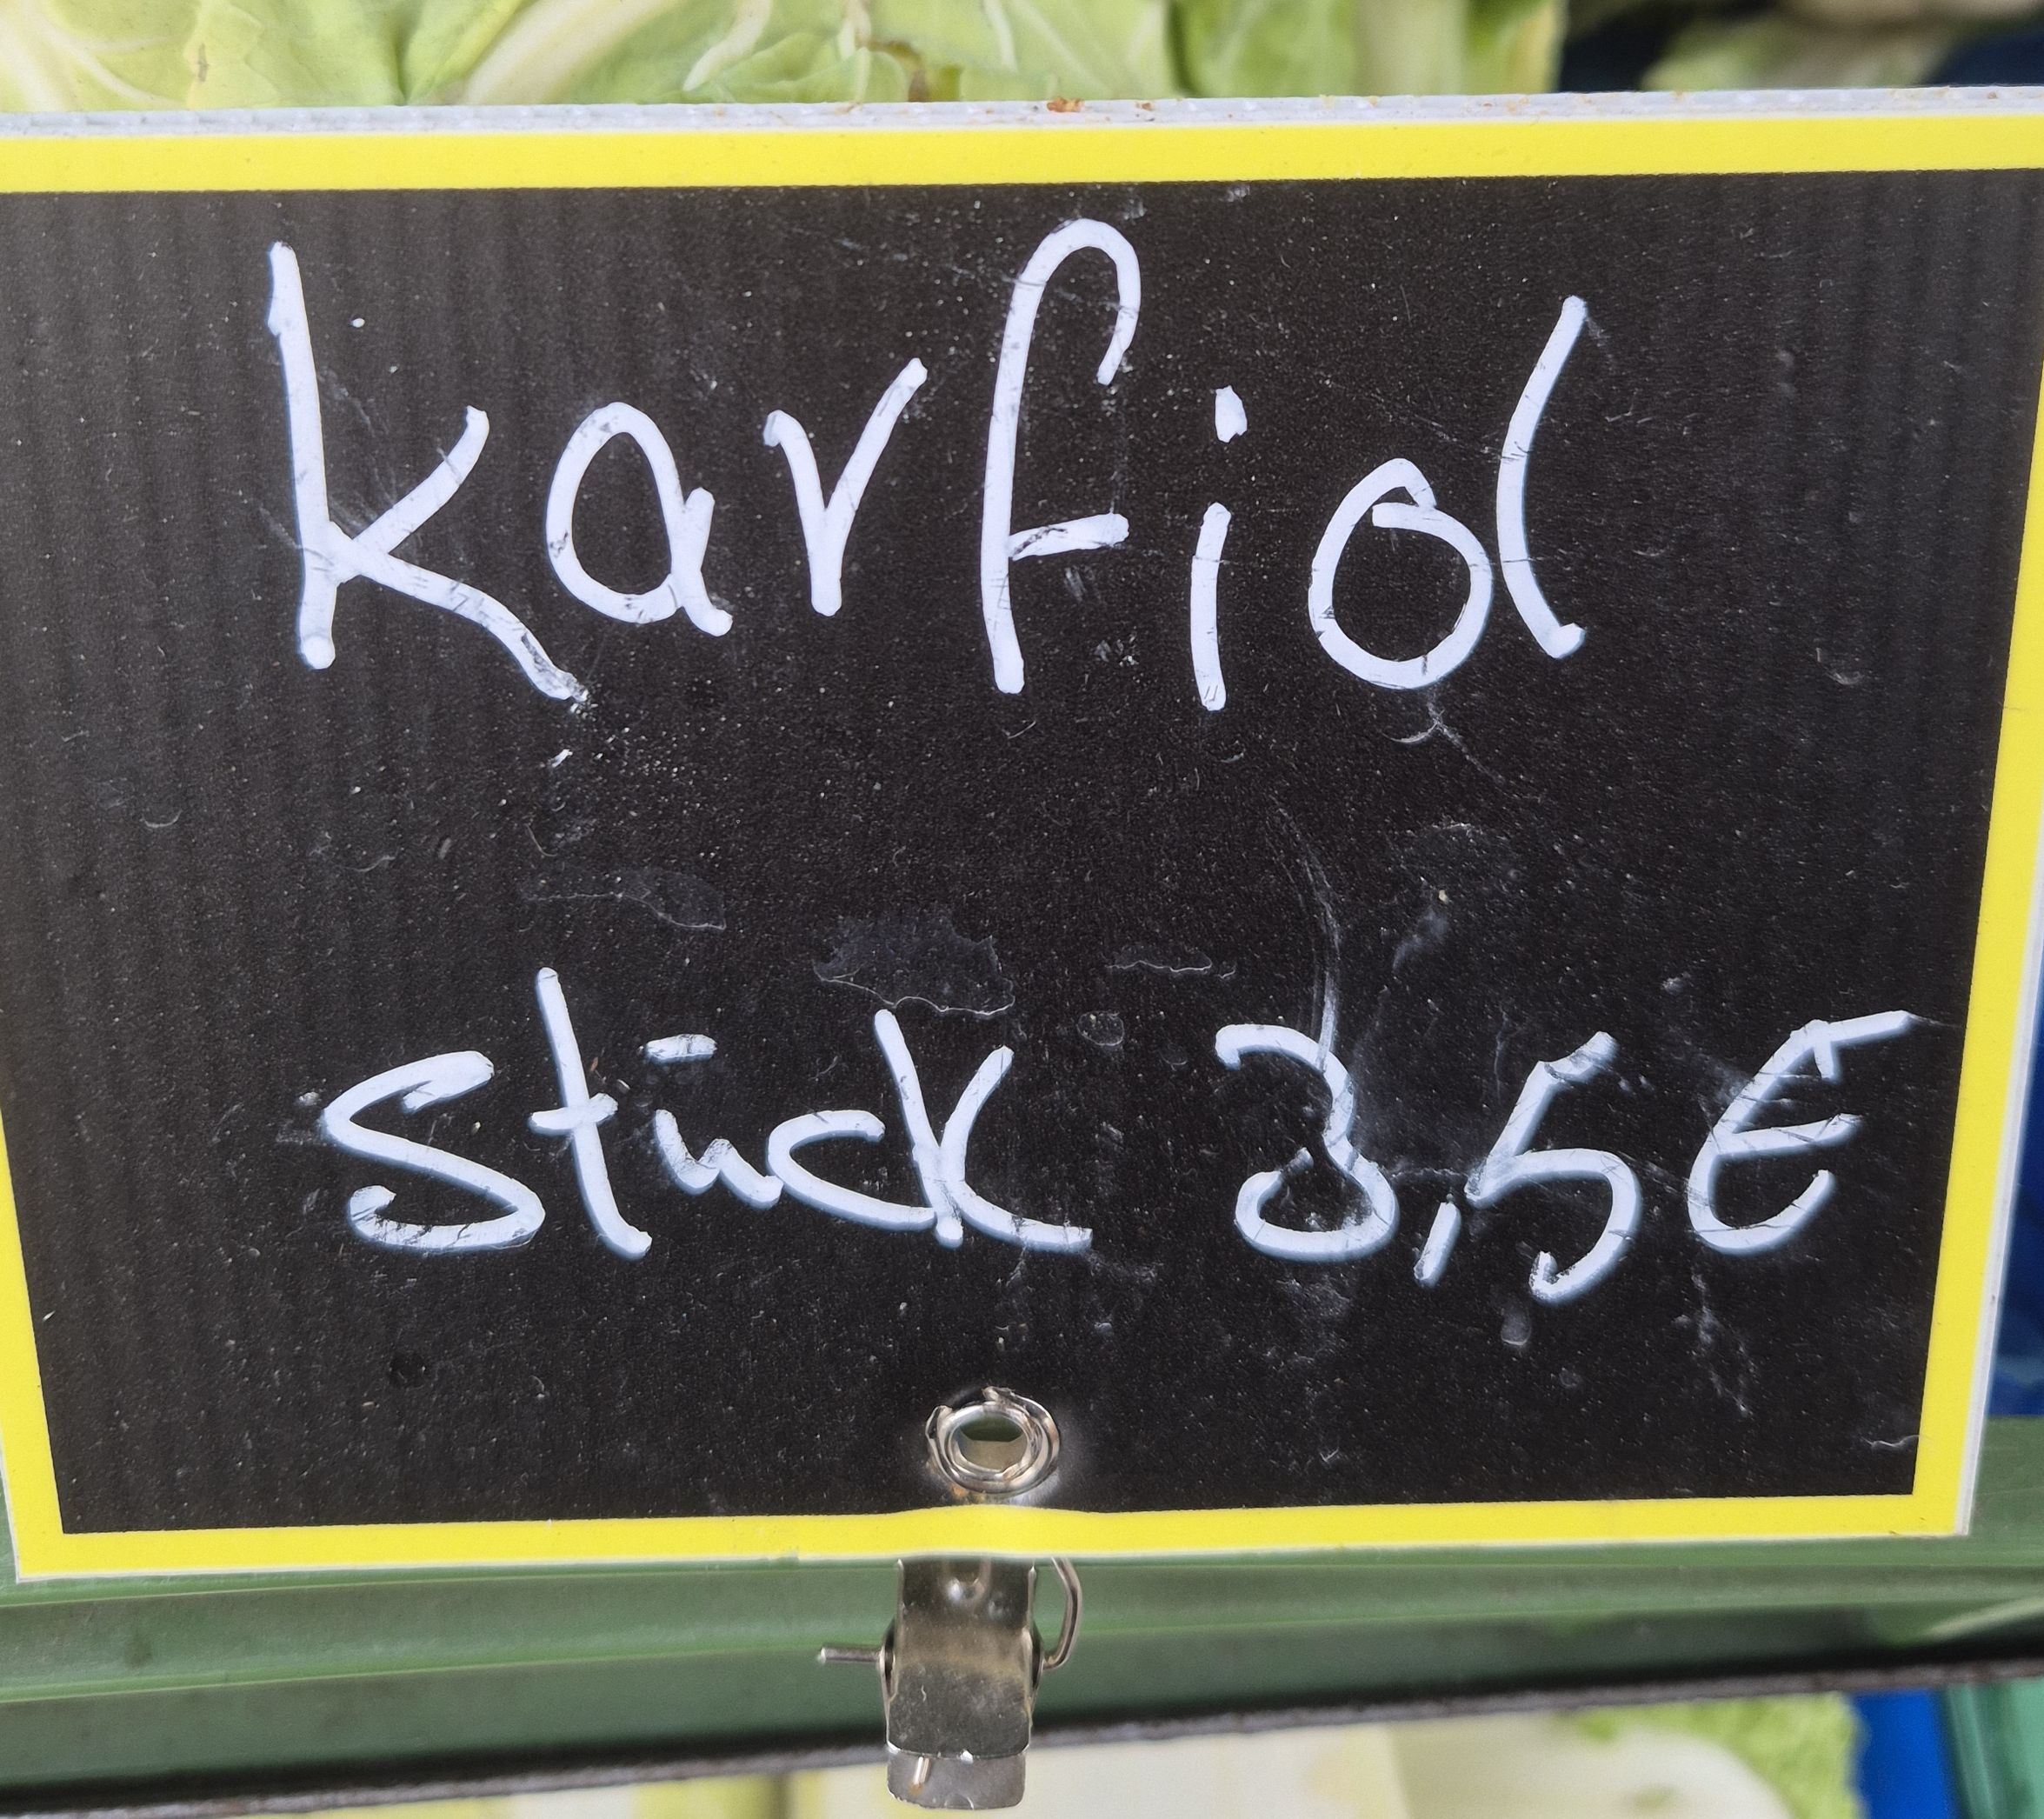 Karfiol
Stück 3,5€